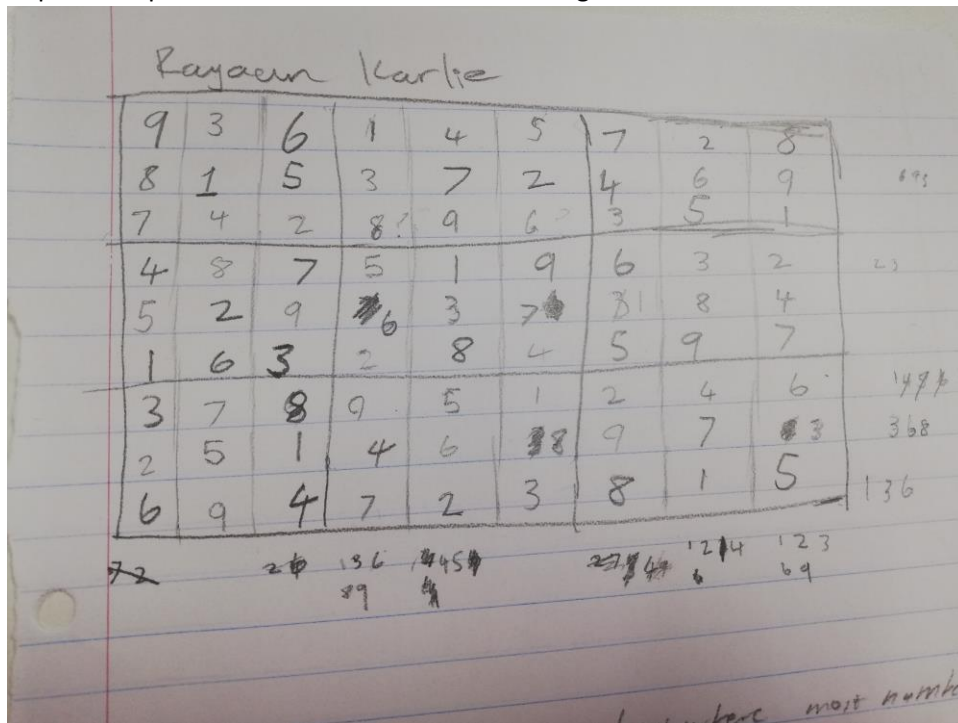 Karlie
9 3 6 1 4 5 7 2 8
8 1 5 3 7 2 4 6 9
7 4 2 8? 9 6? 3 5 1
4 8 7 5 1 9 6 3 2 23
5 2 9 6 3 7 1 8 4
1 6 3 2 8 4 5 9 7
3 7 8 9 5 1 2 4 6
2 5 1 4 6 8 9 7 3 368
6 9 4 7 2 3 8 1 5 136
136 45 123
89 6 69
most